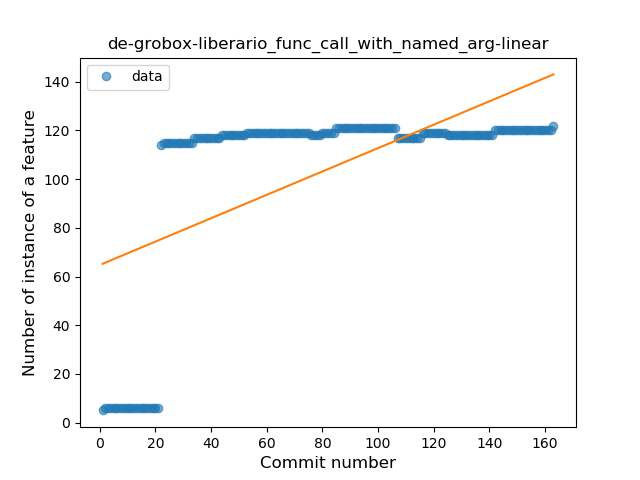 de-grobox-liberario_func_call_with_named_arg-linear
data
Number of instance of a feature
140
120
100
80
60
40
20
0
0 20 40 60 80 100 120 140 160
Commit number